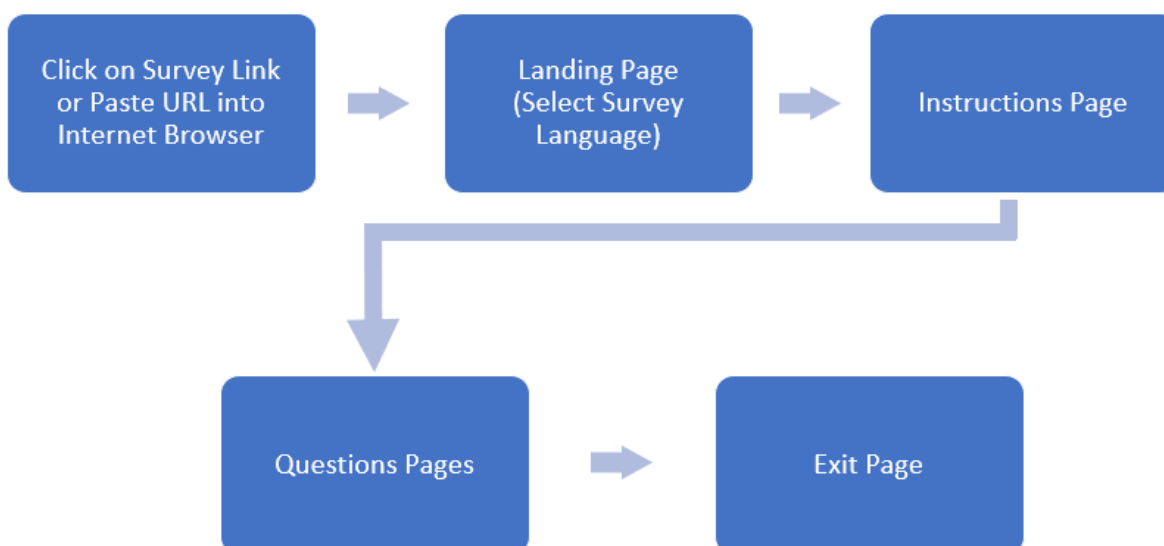 Click on Survey Link
or Paste URL into
Internet Browser
Landing Page
(Select Survey
Language)
Instructions Page
Questions Pages
Exit Page